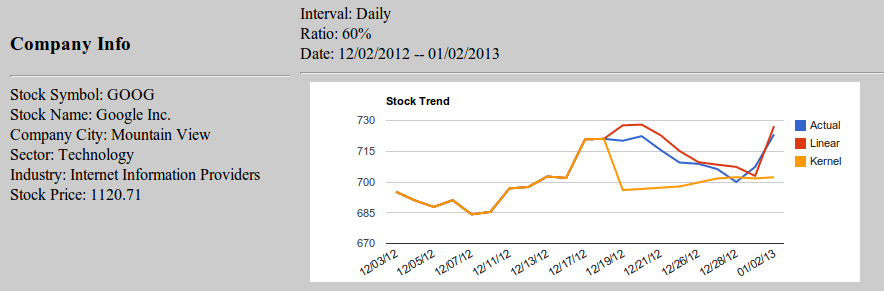 Company Info
Stock Symbol: GOOG
Stock Name: Google Inc.
Company City: Mountain View
Sector: Technology
Industry: Internet Information Providers
Stock Price: 1120.71
Interval: Daily
Ratio: 60%
Date: 12/02/2012 -- 01/02/2013
Stock Trend
730
715
700
685
670
12/03/12
12/05/12
12/07/12
12/11/12
12/13/12
12/17/12
12/19/12
12/21/12
12/26/12
12/28/12
01/02/13
Actual
Linear
Kernel